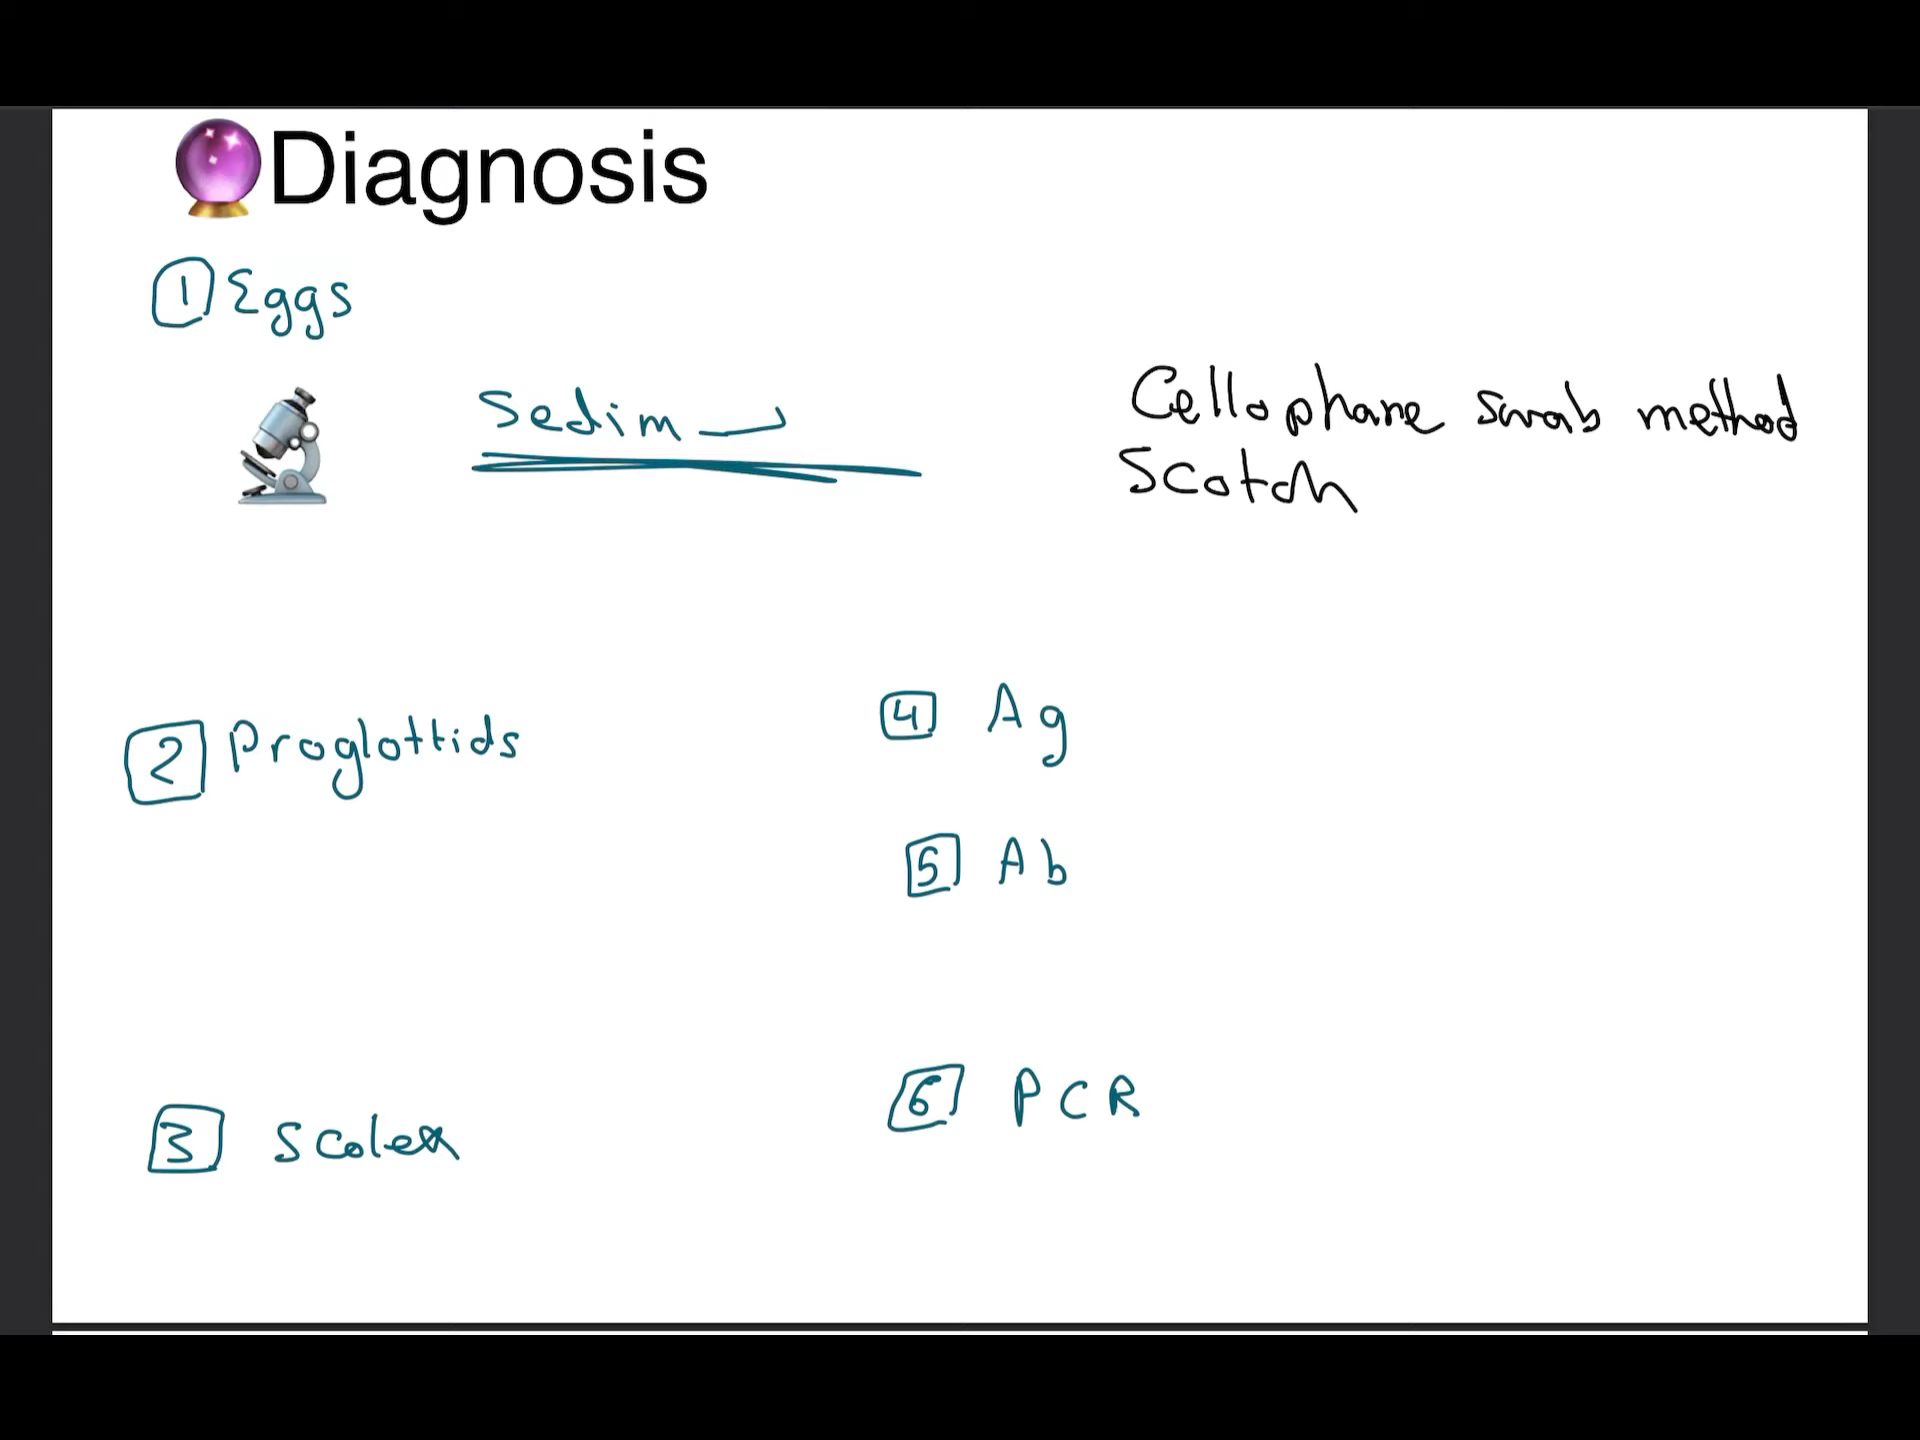 Diagnosis
1 Eggs
Sedim
Cellophane swab method
Scotch
2 Proglottids
3 Scolex
4 Ag
5 Ab
6 PCR